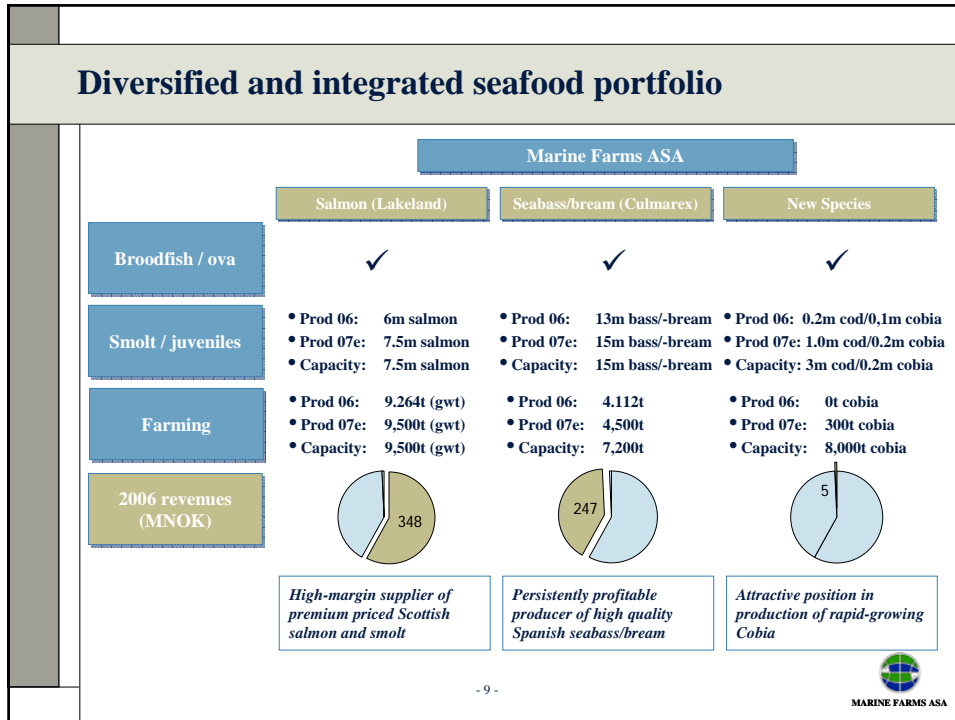 Diversified and integrated seafood portfolio
Marine Farms ASA
Salmon (Lakeland)
Seabass/bream (Culmarex)
New Species
Broodfish / ova
✓
✓
✓
Smolt / juveniles
• Prod 06: 6m salmon
• Prod 07e: 7.5m salmon
• Capacity: 7.5m salmon
• Prod 06: 13m bass/-bream
• Prod 07e: 15m bass/-bream
• Capacity: 15m bass/-bream
• Prod 06: 0.2m cod/0,1m cobia
• Prod 07e: 1.0m cod/0.2m cobia
• Capacity: 3m cod/0.2m cobia
Farming
• Prod 06: 9.264t (gwt)
• Prod 07e: 9,500t (gwt)
• Capacity: 9,500t (gwt)
• Prod 06: 4.112t
• Prod 07e: 4,500t
• Capacity: 7,200t
• Prod 06: 0t cobia
• Prod 07e: 300t cobia
• Capacity: 8,000t cobia
2006 revenues
(MNOK)
348
247
5
High-margin supplier of
premium priced Scottish
salmon and smolt
Persistently profitable
producer of high quality
Spanish seabass/bream
Attractive position in
production of rapid-growing
Cobia
- 9 -
MARINE FARMS ASA